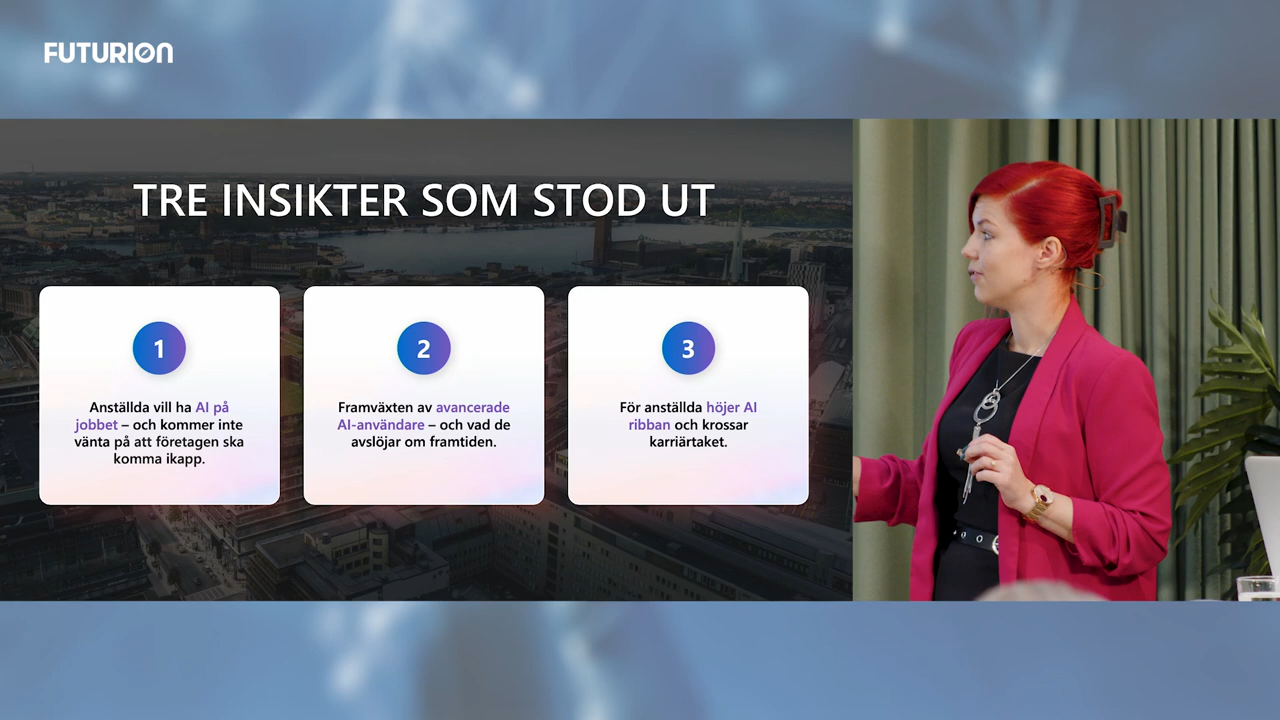 FUTURION
TRE INSIKTER SOM STOD UT
1
Anställda vill ha AI på
jobbet – och kommer inte
vänta på att företagen ska
komma ikapp.
2
Framväxten av avancerade
AI-användare – och vad de
avslöjar om framtiden.
3
För anställda höjer AI
ribban och krossar
karriärtaket.